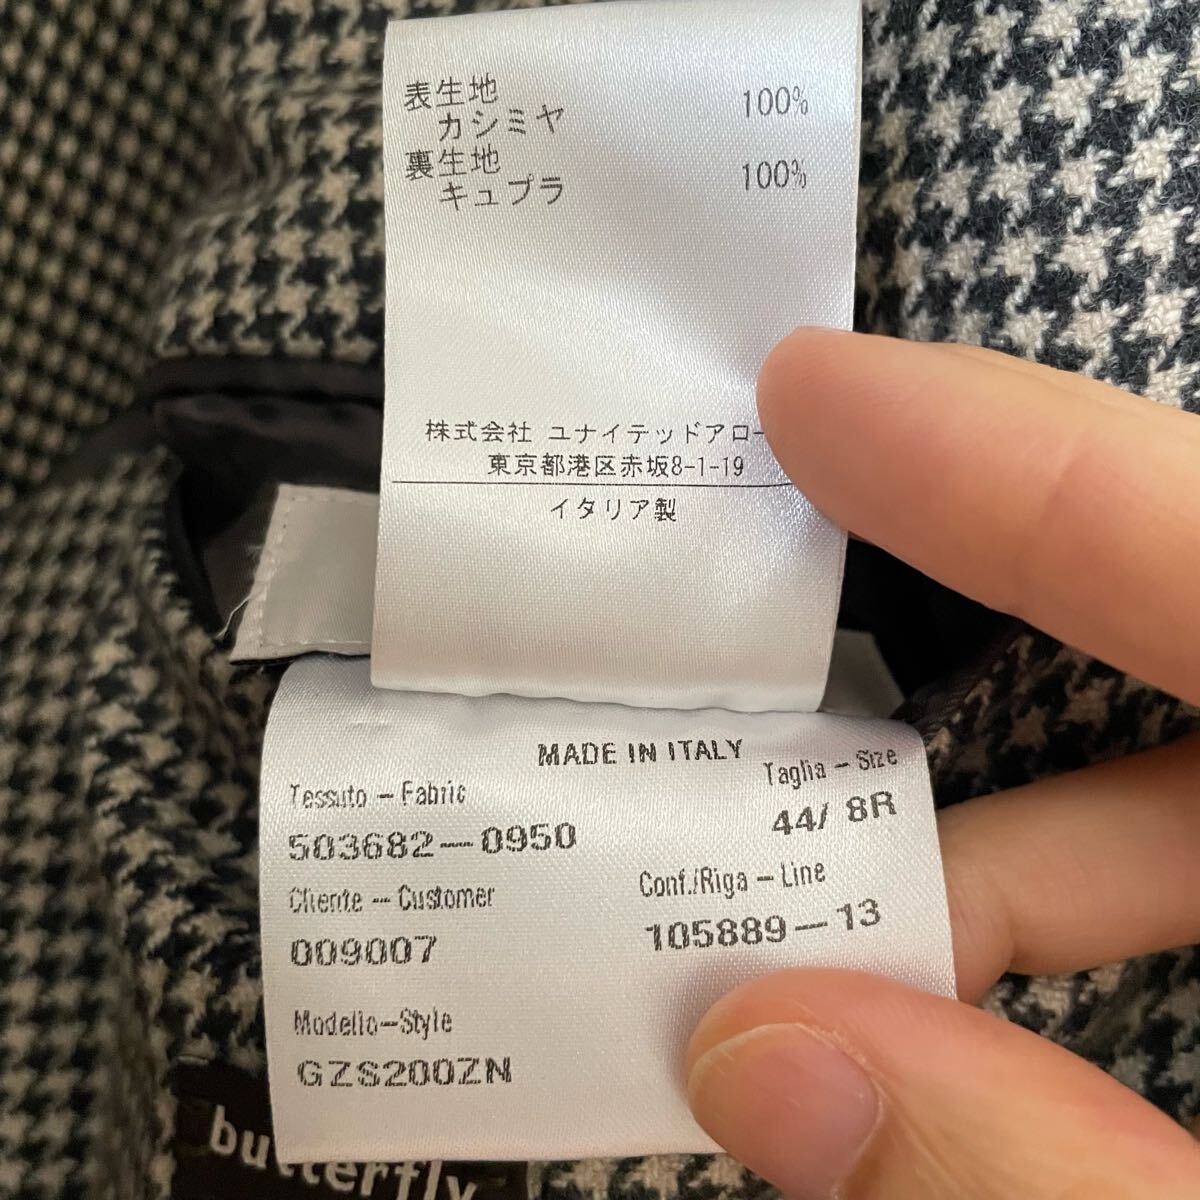 表生地
カシミヤ 100%
裏生地
キュプラ 100%
株式会社 ユナイテッドアロー
東京都港区赤坂8-1-19
イタリア製
MADE IN ITALY
Tessuto - Fabric
503682-0950
Taglia - Size
44/ 8R
Cliente - Customer
009007
Conf./Riga - Line
105889-13
Modello-Style
GZS200ZN
butterfly